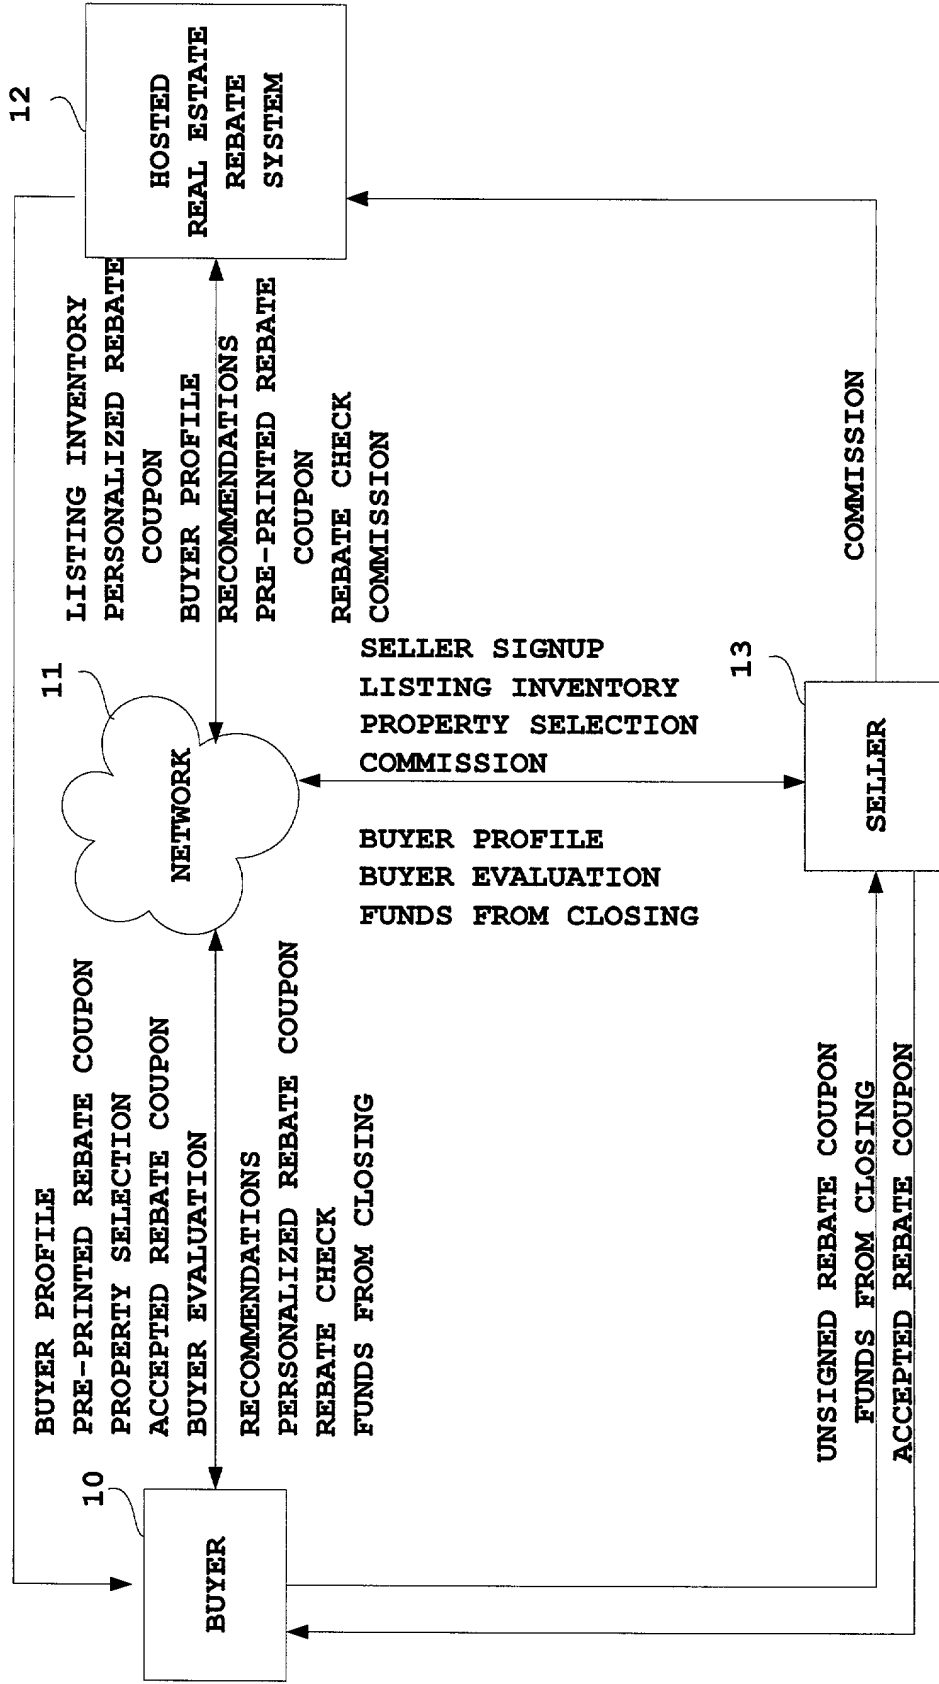 BUYER PROFILE
PRE-PRINTED REBATE COUPON
PROPERTY SELECTION
ACCEPTED REBATE COUPON
BUYER EVALUATION
RECOMMENDATIONS
PERSONALIZED REBATE COUPON
REBATE CHECK
FUNDS FROM CLOSING
10
BUYER
11
NETWORK
LISTING INVENTORY
PERSONALIZED REBATE
COUPON
BUYER PROFILE
RECOMMENDATIONS
PRE-PRINTED REBATE
COUPON
REBATE CHECK
COMMISSION
12
HOSTED
REAL ESTATE
REBATE
SYSTEM
SELLER SIGNUP
LISTING INVENTORY
PROPERTY SELECTION
COMMISSION
BUYER PROFILE
BUYER EVALUATION
FUNDS FROM CLOSING
13
SELLER
COMMISSION
UNSIGNED REBATE COUPON
FUNDS FROM CLOSING
ACCEPTED REBATE COUPON